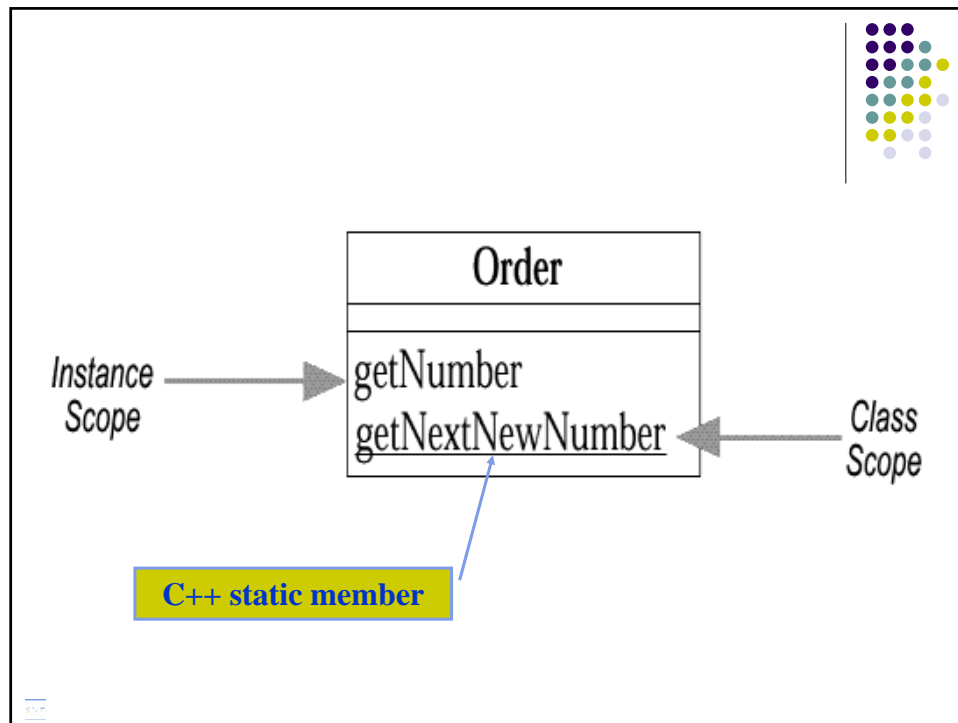 Order
Instance
Scope
getNumber
getNextNewNumber
Class
Scope
C++ static member